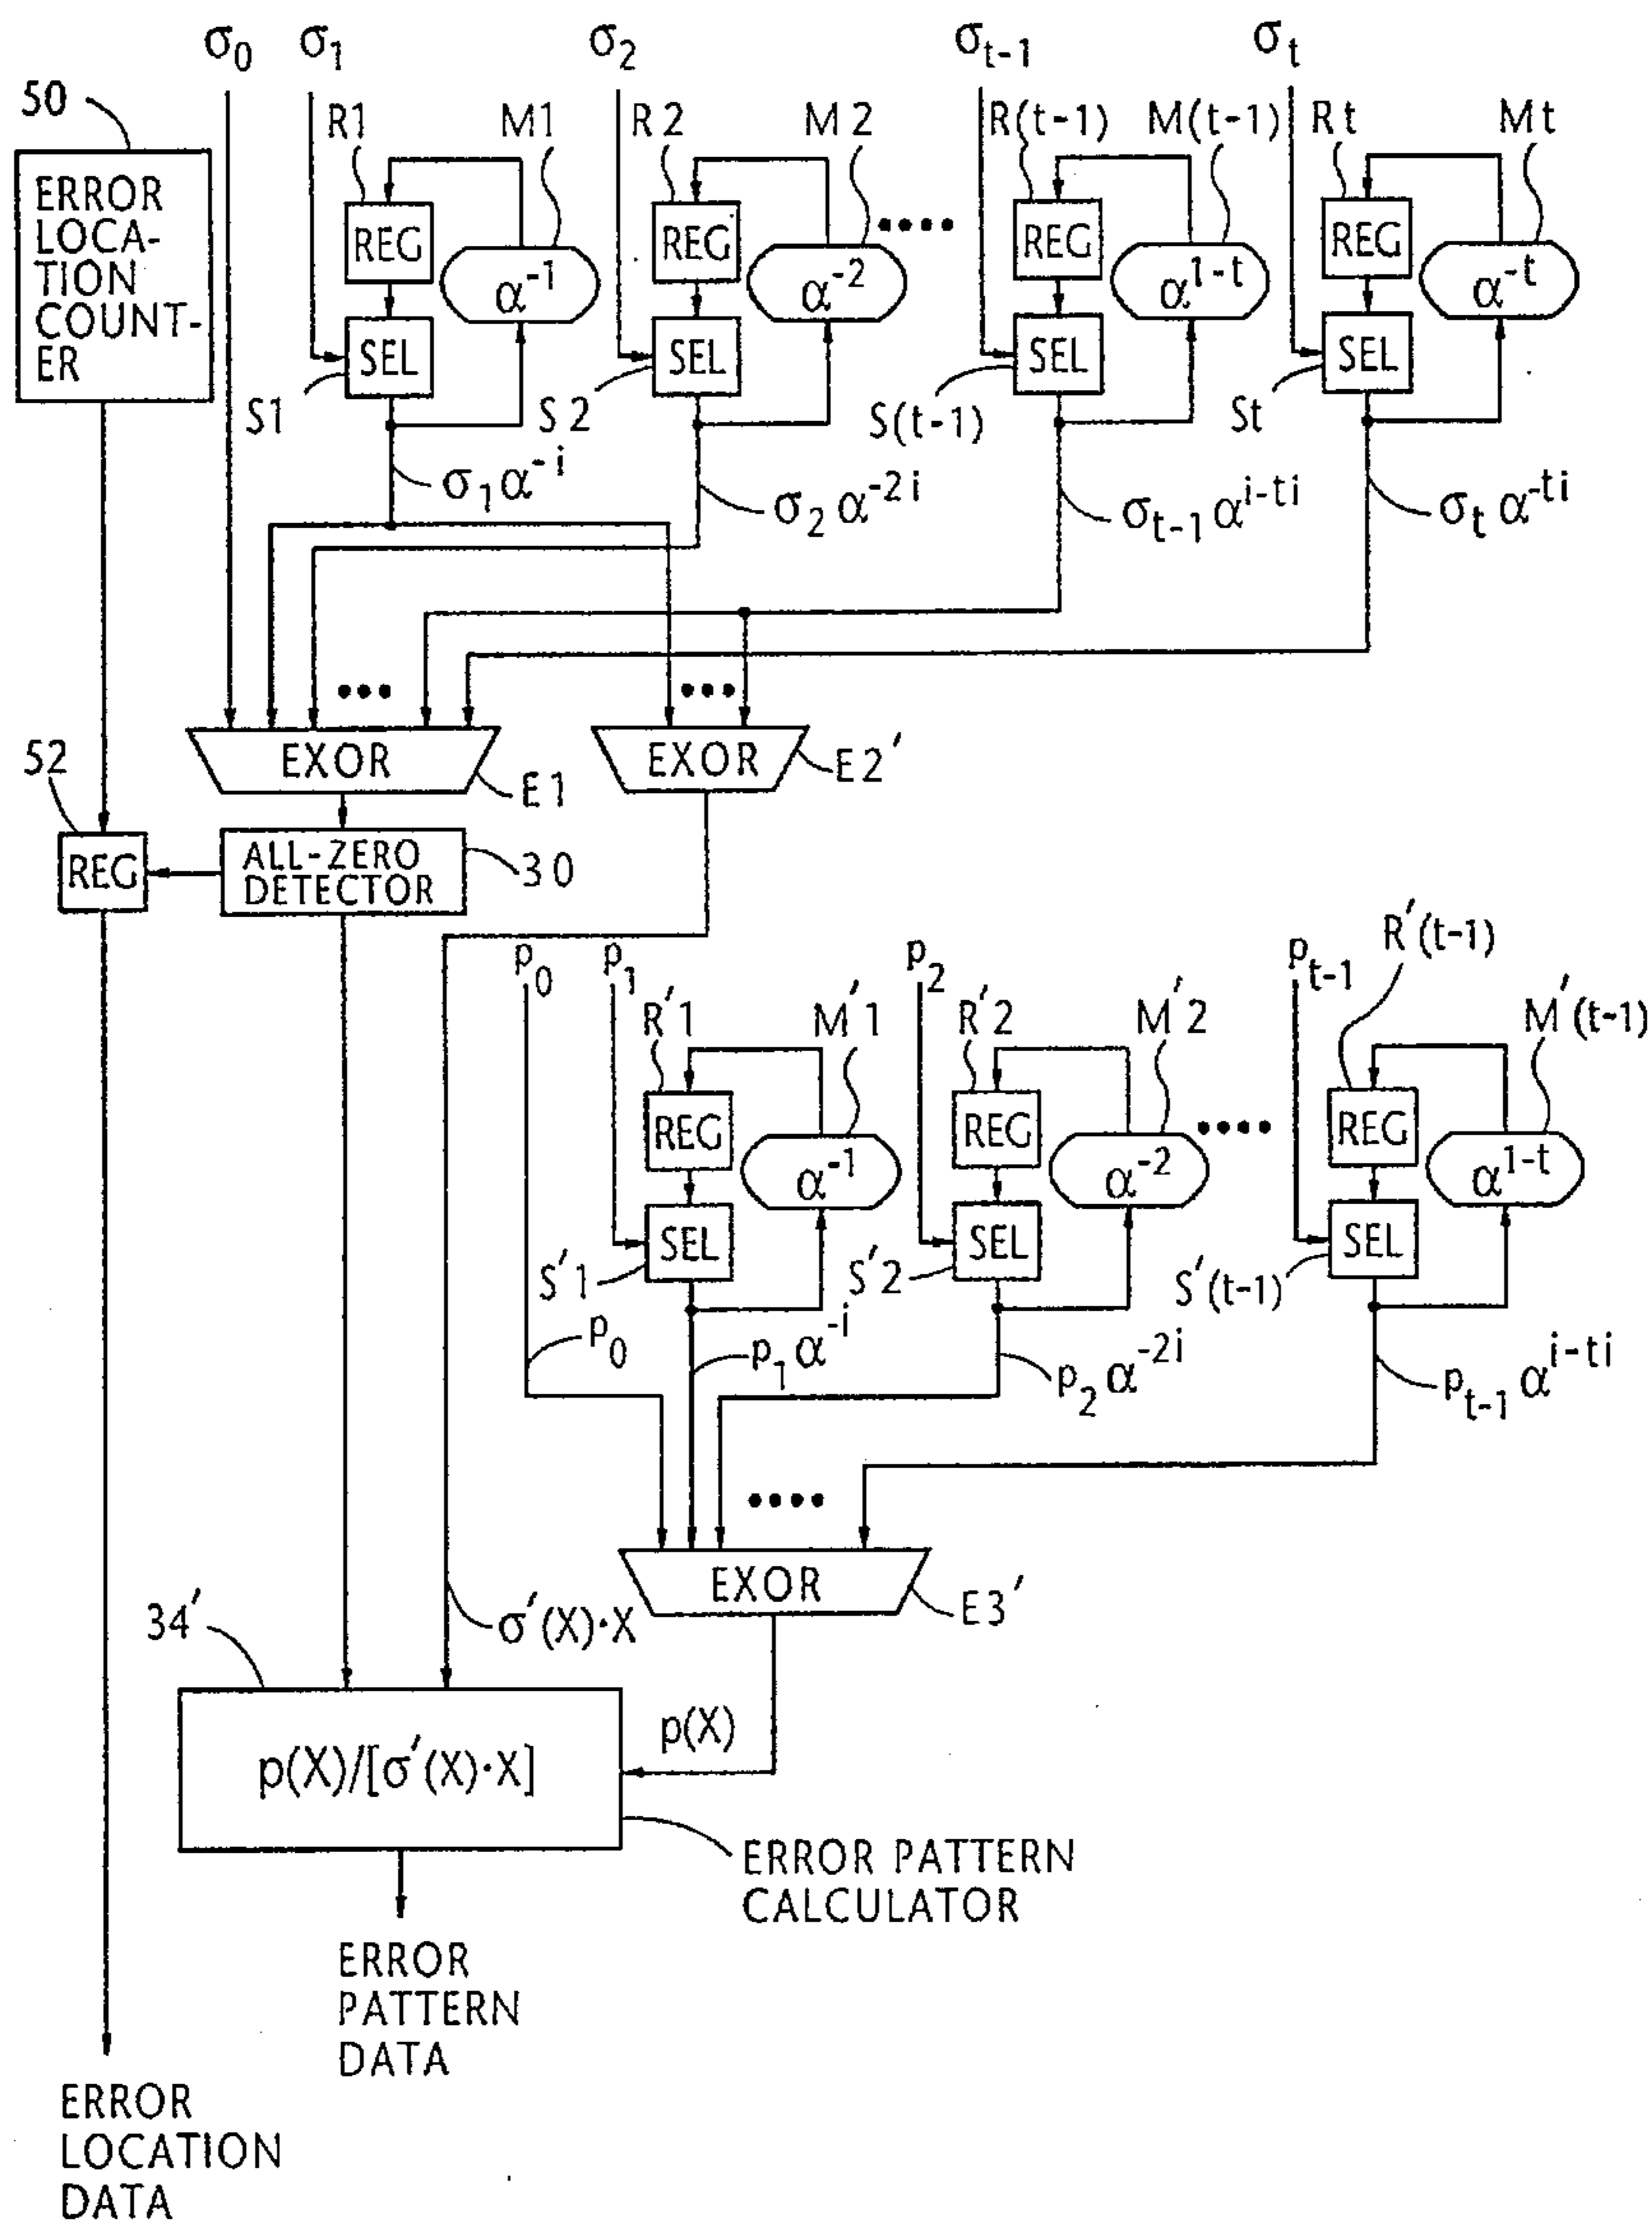 σ0 σ1 σ2 σt-1 σt
50 R1 M1 R2 M2 R(t-1) M(t-1) Rt Mt
ERROR
LOCA-
TION
COUNT-
ER
REG α^-1 REG α^-2 •••• REG α^1-t REG α^-t
SEL SEL SEL SEL
S1 S2 S(t-1) St
σ1α^-i σ2α^-2i σt-1α^i-ti σtα^-ti
••• •••
EXOR E1 EXOR E2′
52
REG
ALL-ZERO
DETECTOR
30
p0 p1 p2 pt-1 R′(t-1)
R′1 M′1 R′2 M′2 M′(t-1)
REG α^-1 REG α^-2 •••• REG α^1-t
SEL SEL SEL
S′1 S′2 S′(t-1)
p0 p1α^-i p2α^-2i pt-1α^i-ti
••••
EXOR E3′
34′ σ′(X)·X
p(X)
p(X)/[σ′(X)·X]
ERROR PATTERN
CALCULATOR
ERROR
PATTERN
DATA
ERROR
LOCATION
DATA